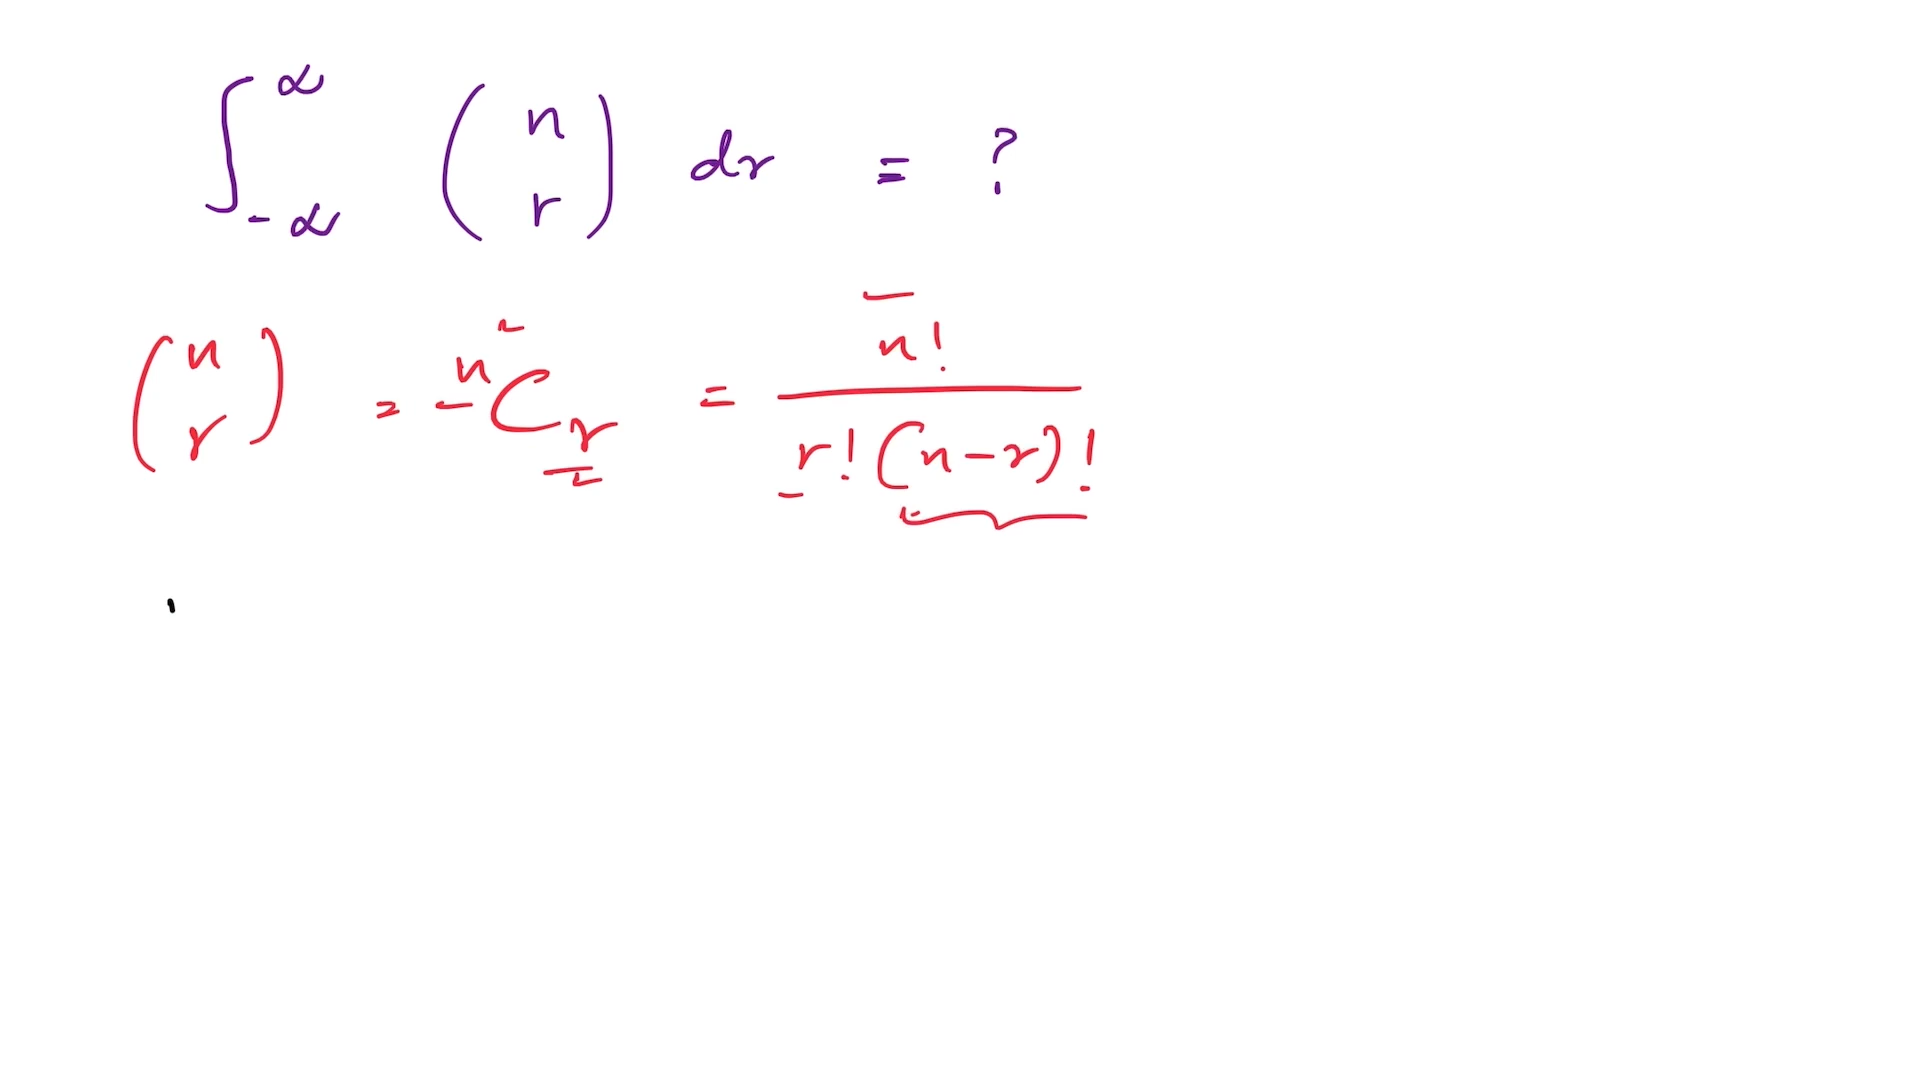 ∫_{-∞}^{∞} (n r) dr = ?
(n r) = ⁿC_r = n! / r!(n-r)!